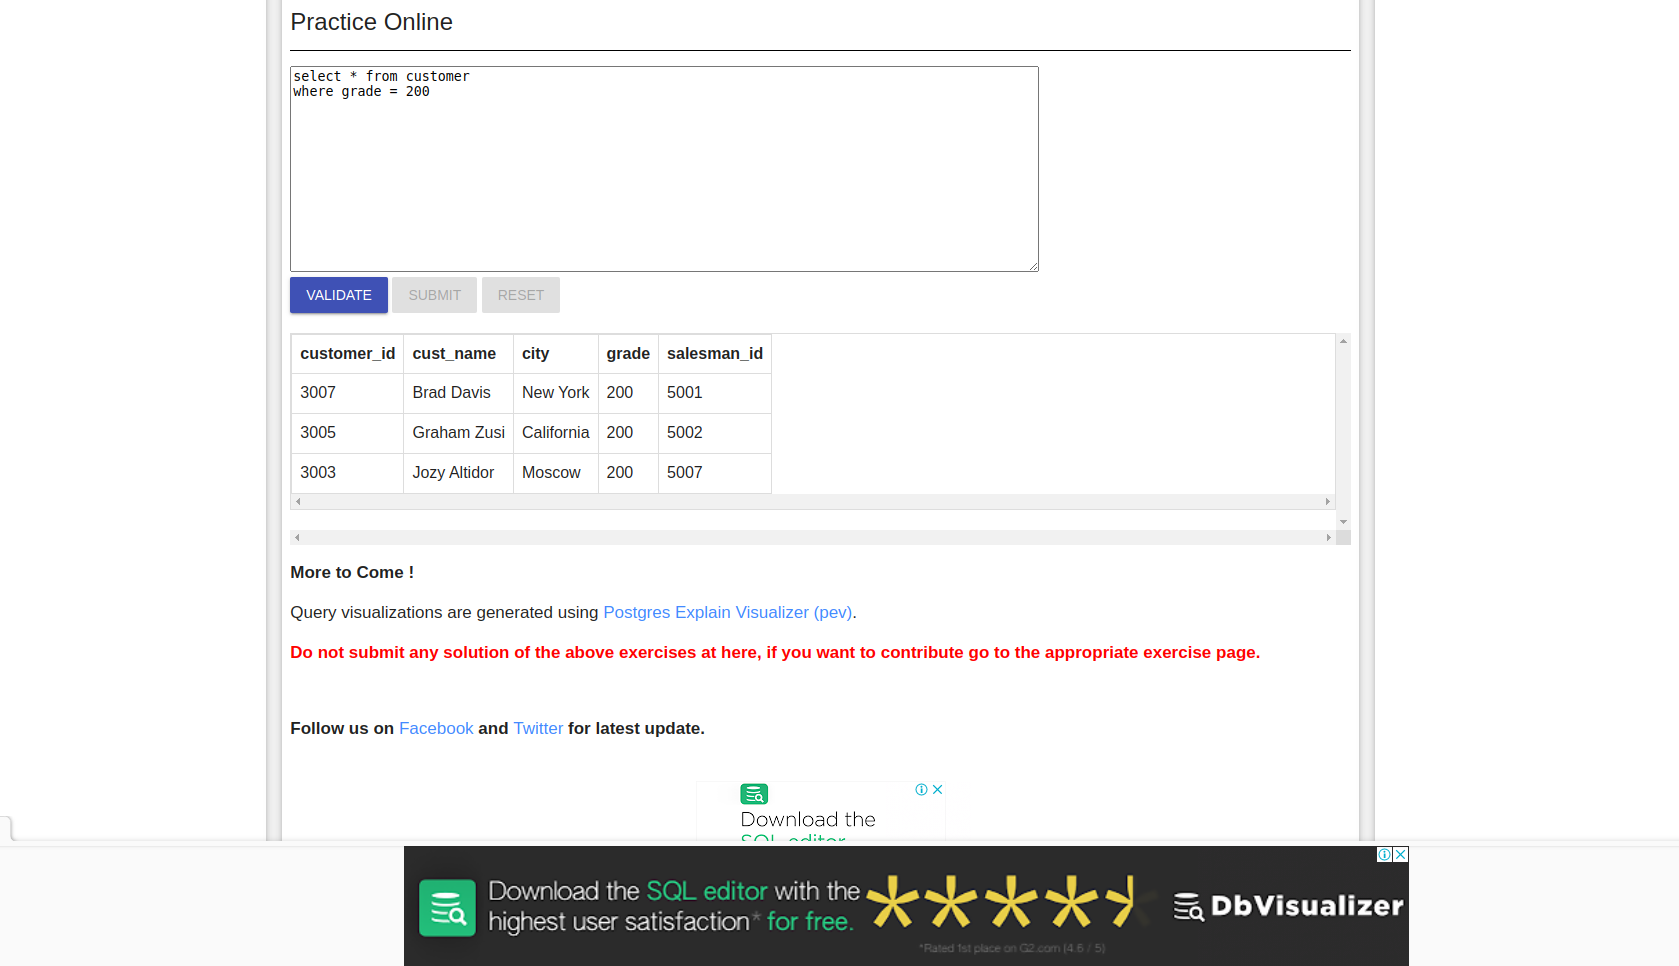 Practice Online
select * from customer
where grade = 200
VALIDATE SUBMIT RESET
customer_id cust_name city grade salesman_id
3007 Brad Davis New York 200 5001
3005 Graham Zusi California 200 5002
3003 Jozy Altidor Moscow 200 5007
More to Come !
Query visualizations are generated using Postgres Explain Visualizer (pev).
Do not submit any solution of the above exercises at here, if you want to contribute go to the appropriate exercise page.
Follow us on Facebook and Twitter for latest update.
Download the
SQL editor
Download the SQL editor with the
highest user satisfaction* for free.
*Rated 1st place on G2.com (4.6 / 5)
DbVisualizer